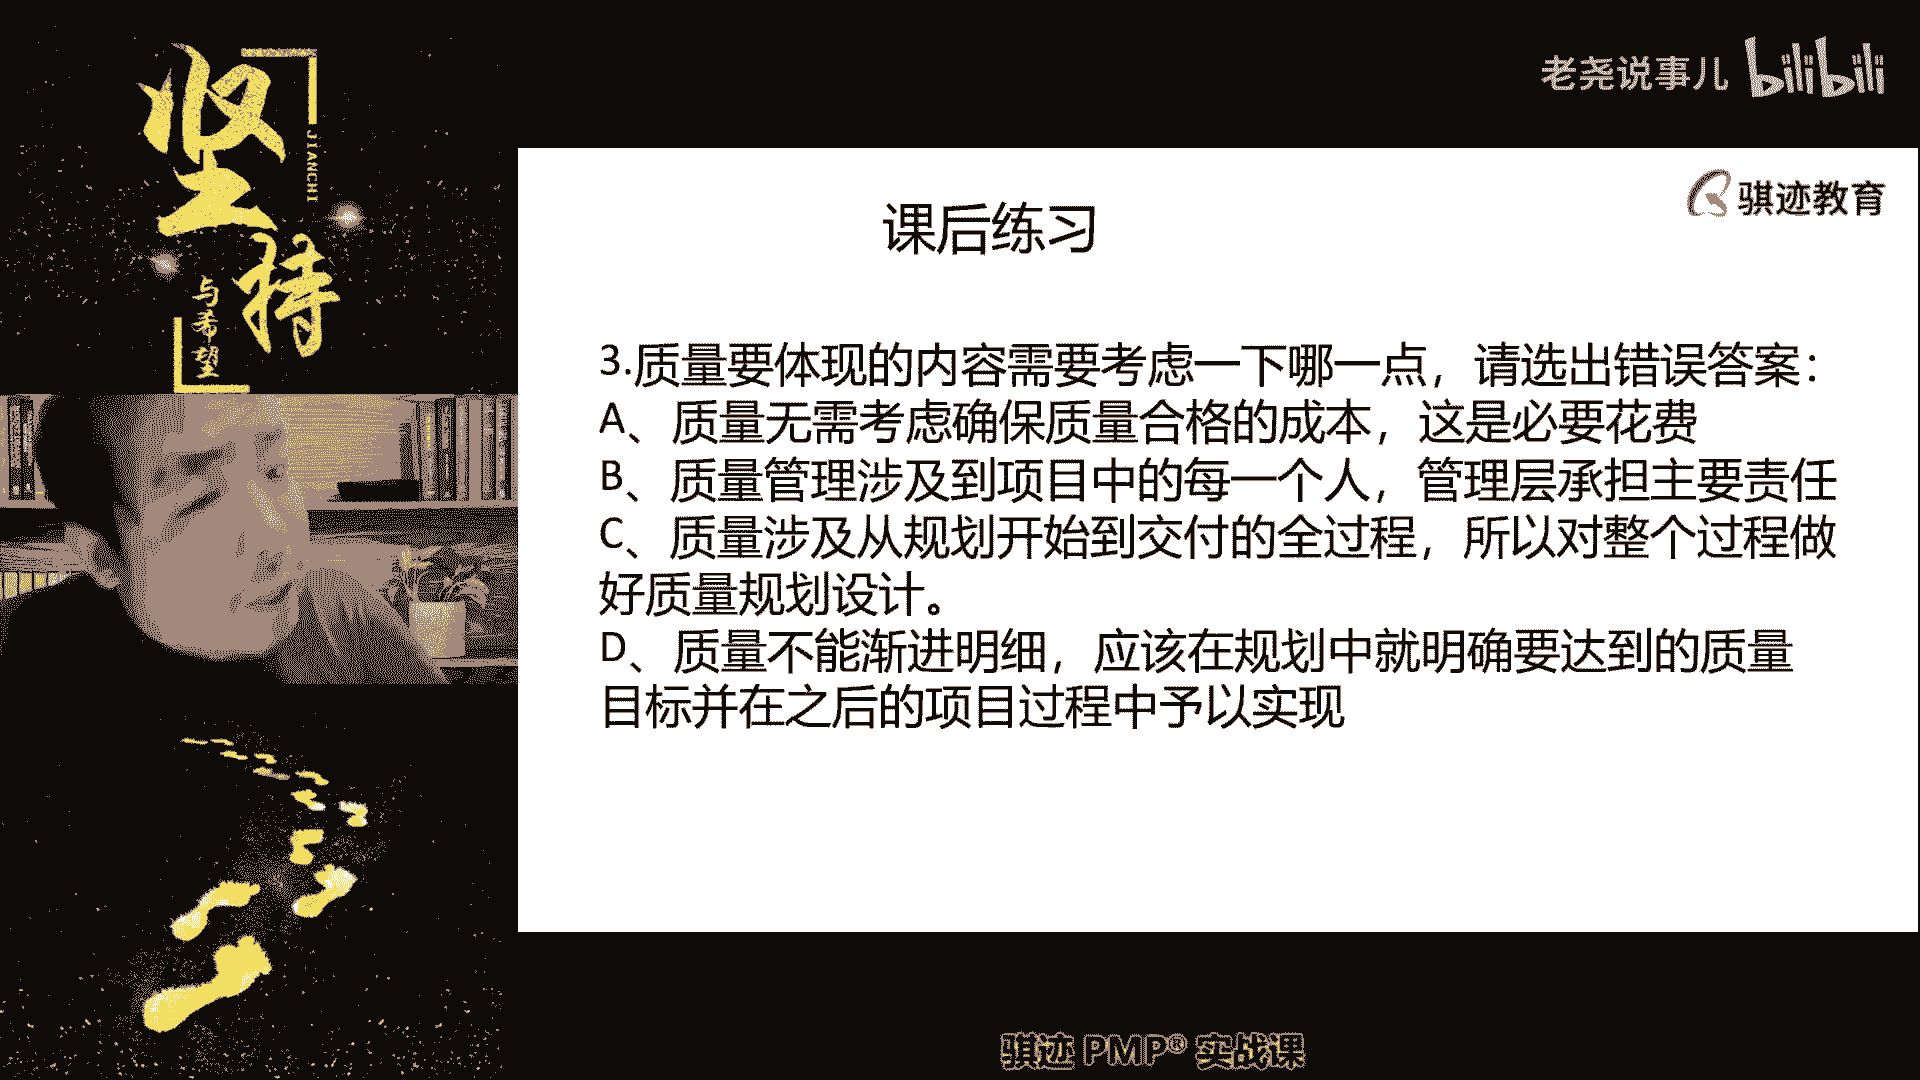 坚持
JIANCHI
与希望
老尧说事儿 bilibili
骐迹教育
课后练习
3.质量要体现的内容需要考虑一下哪一点，请选出错误答案：
A、质量无需考虑确保质量合格的成本，这是必要花费
B、质量管理涉及到项目中的每一个人，管理层承担主要责任
C、质量涉及从规划开始到交付的全过程，所以对整个过程做
好质量规划设计。
D、质量不能渐进明细，应该在规划中就明确要达到的质量
目标并在之后的项目过程中予以实现
骐迹 PMP® 实战课